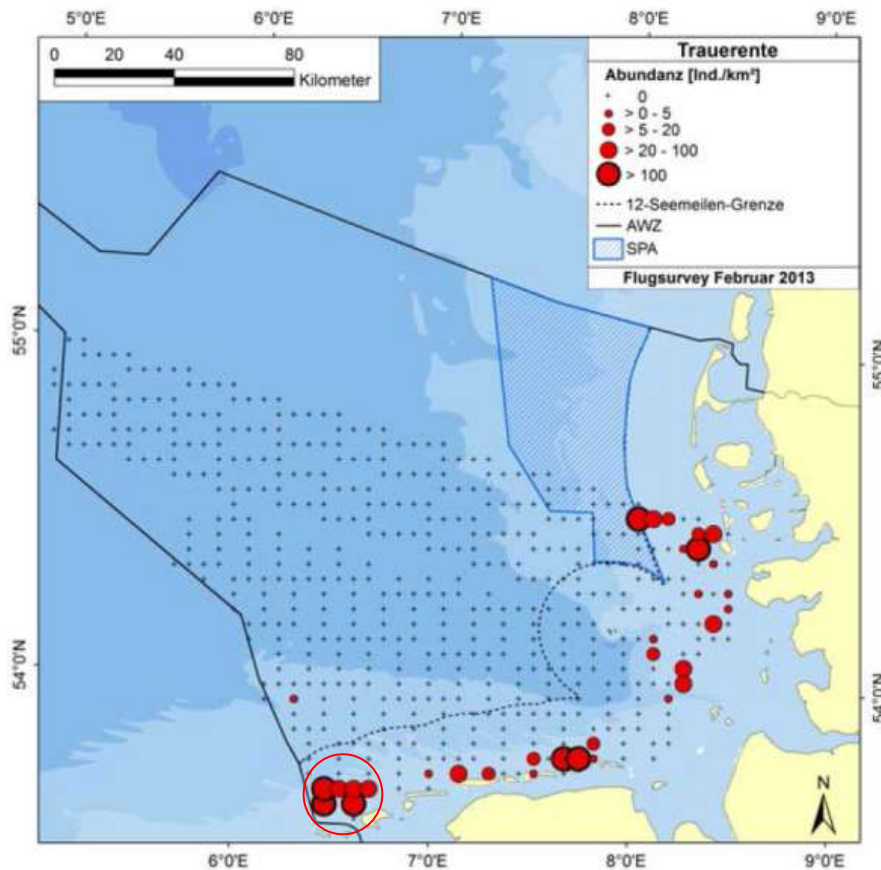 5°0'E 6°0'E 7°0'E 8°0'E 9°0'E
0 20 40 80
Kilometer
Trauerente
Abundanz [Ind./km²]
0
> 0 - 5
> 5 - 20
> 20 - 100
> 100
12-Seemeilen-Grenze
AWZ
SPA
Flugsurvey Februar 2013
55°0'N 55°0'N
54°0'N 54°0'N
N
6°0'E 7°0'E 8°0'E 9°0'E